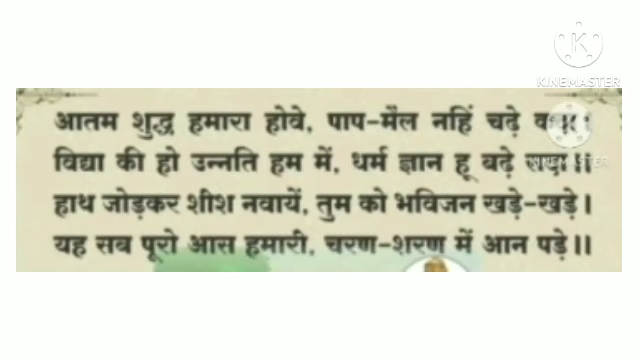 KINEMASTER
आतम शुद्ध हमारा होवे, पाप-मैल नहिं चढ़े
विद्या की हो उन्नति हम में, धर्म ज्ञान हू बढ़े
KINEMASTER
हाथ जोड़कर शीश नवायें, तुम को भविजन खड़े-खड़े।
यह सब पूरो आस हमारी, चरण-शरण में आन पड़े।।